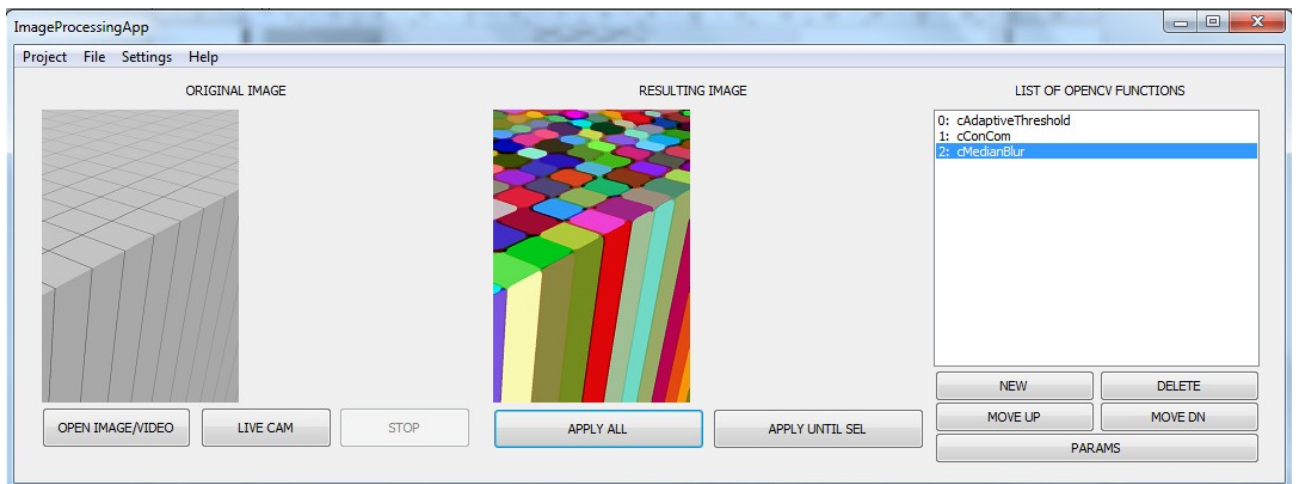 ImageProcessingApp
Project File Settings Help
ORIGINAL IMAGE
RESULTING IMAGE
LIST OF OPENCV FUNCTIONS
0: cAdaptiveThreshold
1: cConCom
2: cMedianBlur
NEW DELETE
MOVE UP MOVE DN
PARAMS
OPEN IMAGE/VIDEO LIVE CAM STOP APPLY ALL APPLY UNTIL SEL